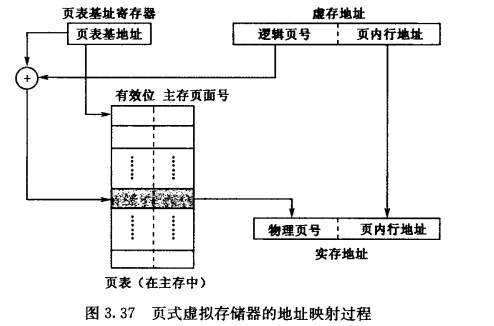 页表基址寄存器
虚存地址
页表基地址
逻辑页号
页内行地址
+
有效位 主存页面号
物理页号
页内行地址
实存地址
页表（在主存中）
图 3.37 页式虚拟存储器的地址映射过程